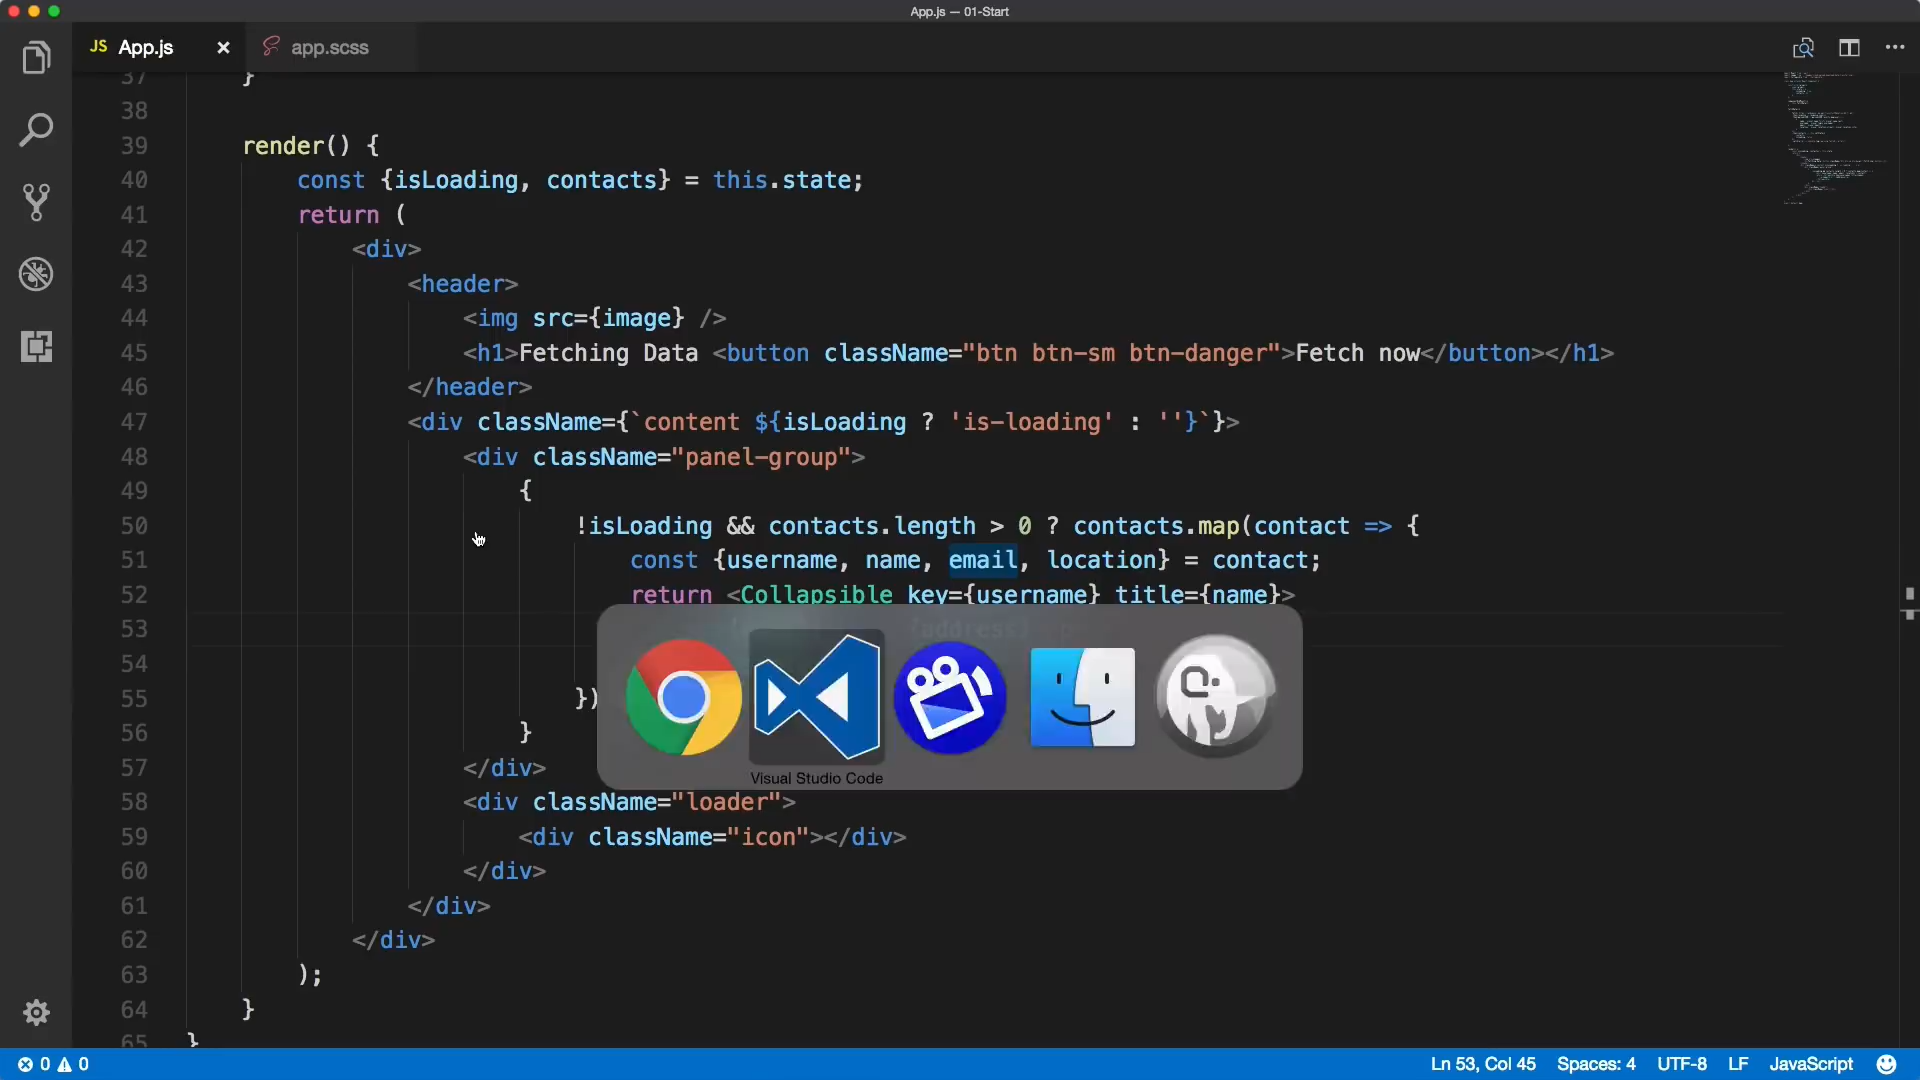 App.js — 01-Start
JS App.js
app.scss
37 }
38
39 render() {
40 const {isLoading, contacts} = this.state;
41 return (
42 <div>
43 <header>
44 <img src={image} />
45 <h1>Fetching Data <button className="btn btn-sm btn-danger">Fetch now</button></h1>
46 </header>
47 <div className={`content ${isLoading ? 'is-loading' : ''}`}>
48 <div className="panel-group">
49 {
50 !isLoading && contacts.length > 0 ? contacts.map(contact => {
51 const {username, name, email, location} = contact;
52 return <Collapsible key={username} title={name}>
53 {address}
54
55 })
56 }
57 </div>
58 <div className="loader">
59 <div className="icon"></div>
60 </div>
61 </div>
62 </div>
63 );
64 }
65 }
Visual Studio Code
0 0
Ln 53, Col 45 Spaces: 4 UTF-8 LF JavaScript